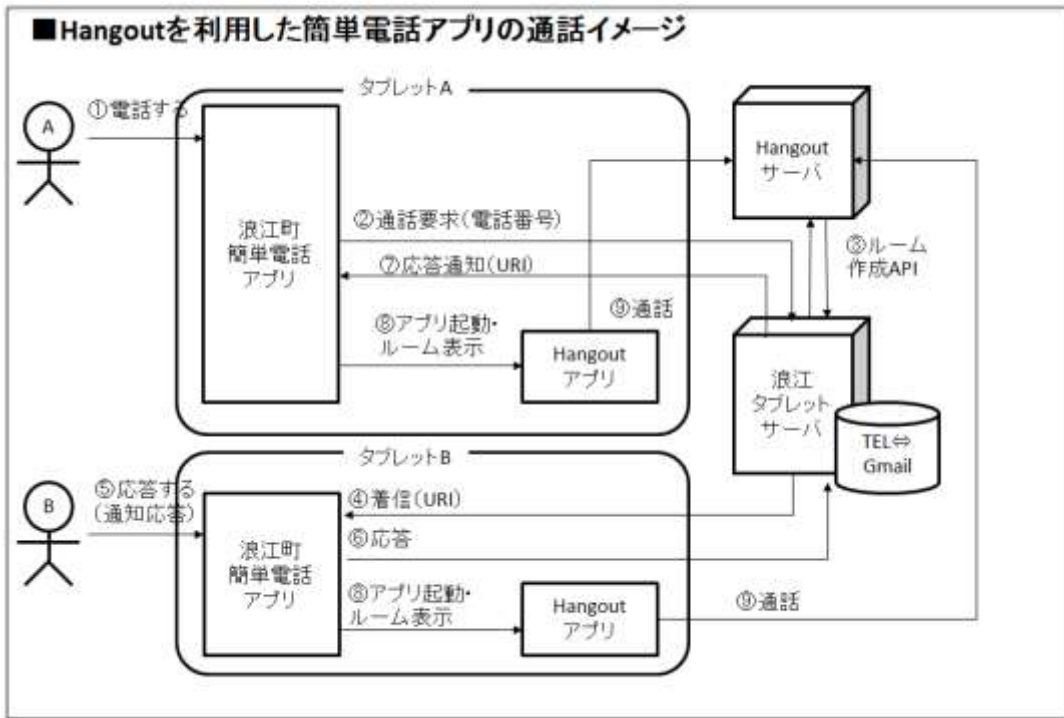 ■Hangoutを利用した簡単電話アプリの通話イメージ
タブレットA
A
①電話する
浪江町
簡単電話
アプリ
②通話要求(電話番号)
⑦応答通知(URI)
⑧アプリ起動・
ルーム表示
⑨通話
Hangout
アプリ
Hangout
サーバ
③ルーム
作成API
浪江
タブレット
サーバ
TEL⇔
Gmail
タブレットB
B
⑤応答する
(通知応答)
浪江町
簡単電話
アプリ
④着信(URI)
⑥応答
⑧アプリ起動・
ルーム表示
Hangout
アプリ
⑨通話